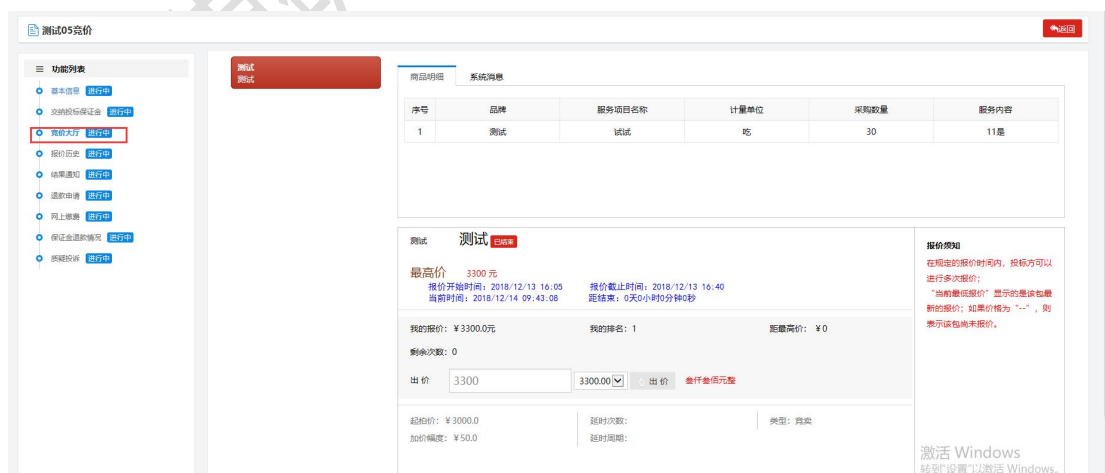 测试05竞价
返回
功能列表
基本信息 进行中
交纳投标保证金 进行中
竞价大厅 进行中
报价历史 进行中
结果通知 进行中
退款申请 进行中
网上缴费 进行中
保证金退款情况 进行中
质疑投诉 进行中
测试
测试
商品明细 系统消息
序号 品牌 服务项目名称 计量单位 采购数量 服务内容
1 测试 试试 吃 30 11是
测试 测试 已结束
最高价 3300 元
报价开始时间：2018/12/13 16:05 报价截止时间：2018/12/13 16:40
当前时间：2018/12/14 09:43:08 距结束：0天0小时0分钟0秒
我的报价：￥3300.0元 我的排名：1 距最高价：￥0
剩余次数：0
出 价 3300 3300.00 出 价 叁仟叁佰元整
起拍价：￥3000.0 延时次数： 类型：竞卖
加价幅度：￥50.0 延时周期：
报价须知
在规定的报价时间内，投标方可以
进行多次报价；
“当前最低报价”显示的是该包最
新的报价；如果价格为“--”，则
表示该包尚未报价。
激活 Windows
转到"设置"以激活 Windows。